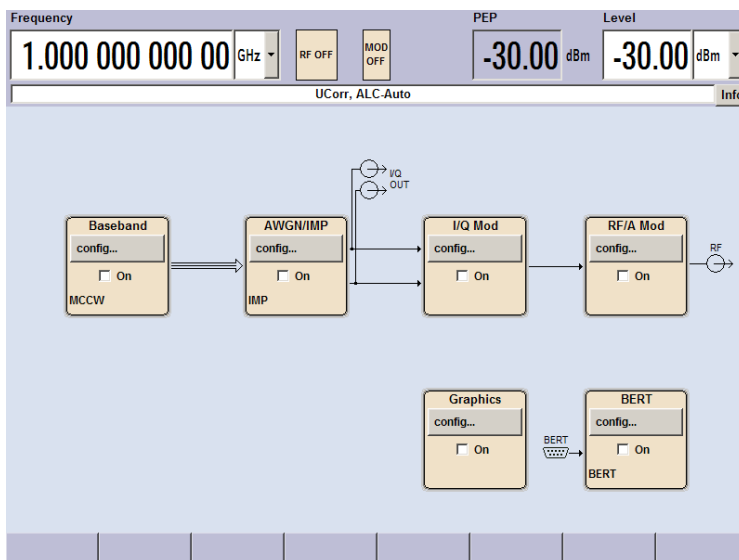 Frequency PEP Level
1.000 000 000 00 GHz RF OFF MOD OFF -30.00 dBm -30.00 dBm
UCorr, ALC-Auto Info
I/Q
OUT
Baseband AWGN/IMP I/Q Mod RF/A Mod
config... config... config... config... RF
On On On On
MCCW IMP
Graphics BERT
config... config...
BERT
On On
BERT